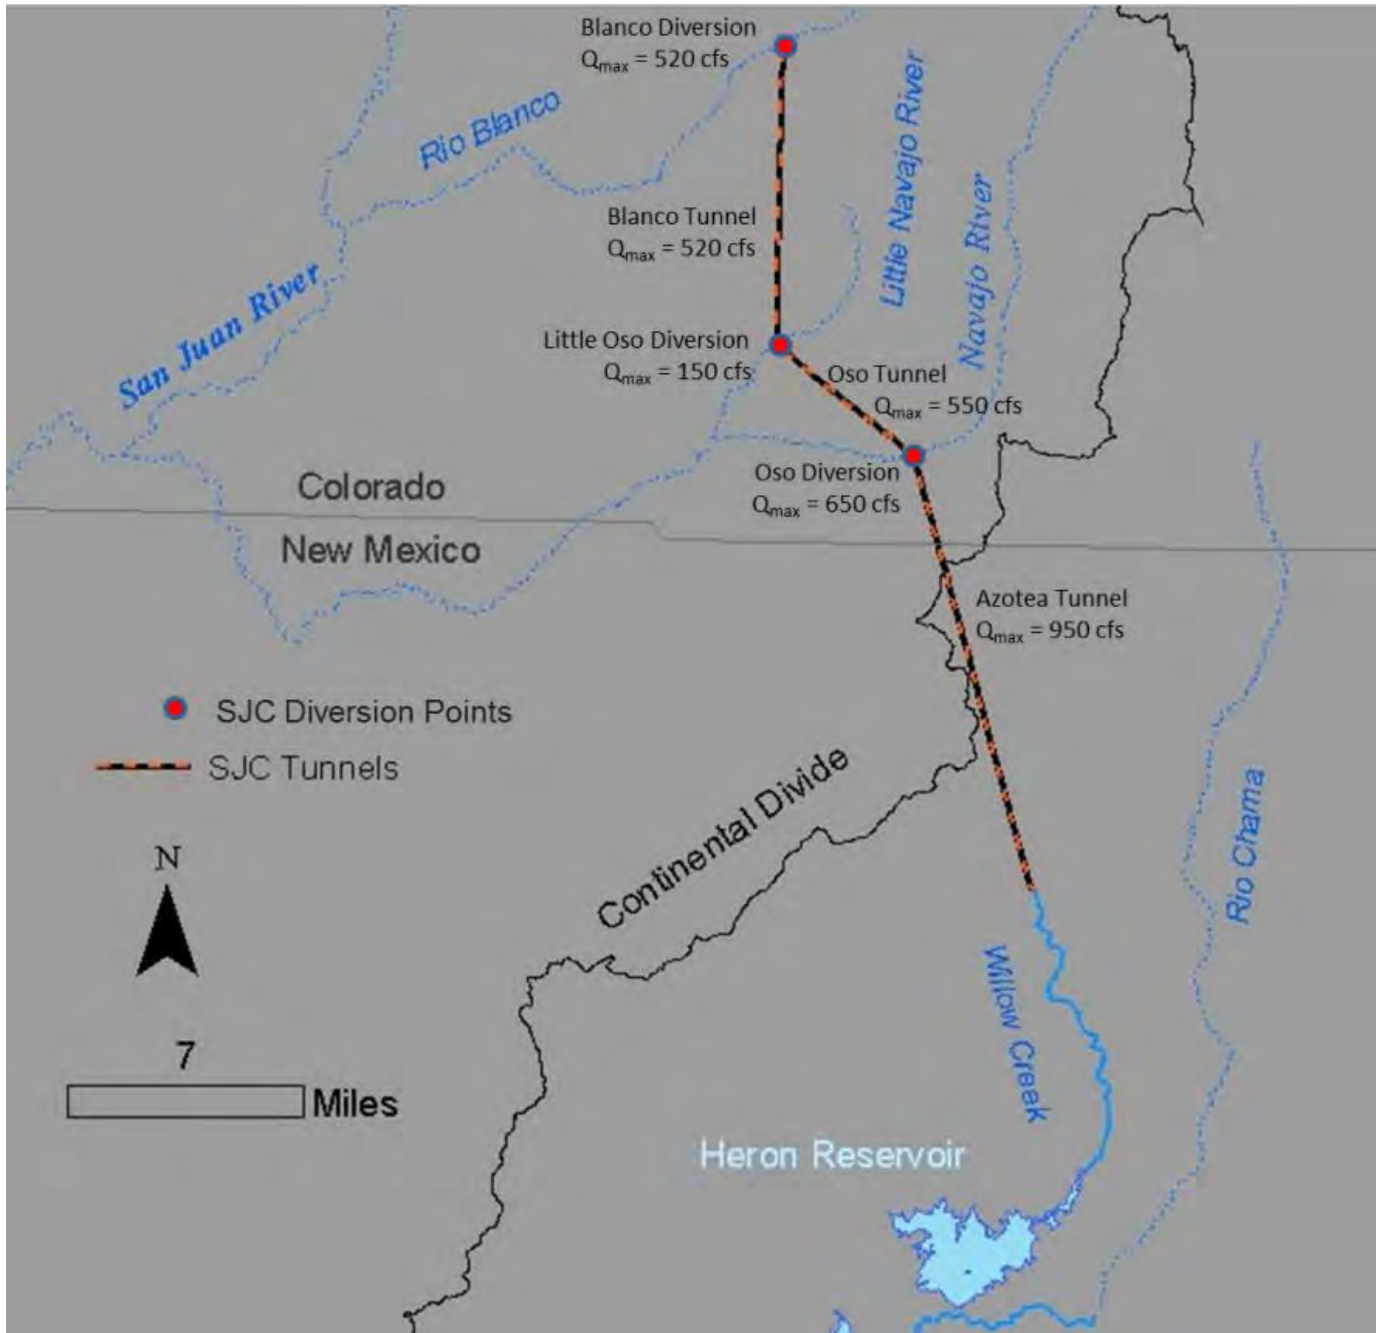 Blanco Diversion
Qmax = 520 cfs
Rio Blanco
Little Navajo River
Navajo River
Blanco Tunnel
Qmax = 520 cfs
San Juan River
Little Oso Diversion
Qmax = 150 cfs
Oso Tunnel
Qmax = 550 cfs
Oso Diversion
Qmax = 650 cfs
Colorado
New Mexico
Azotea Tunnel
Qmax = 950 cfs
SJC Diversion Points
SJC Tunnels
Continental Divide
Rio Chama
N
Willow Creek
7
Miles
Heron Reservoir